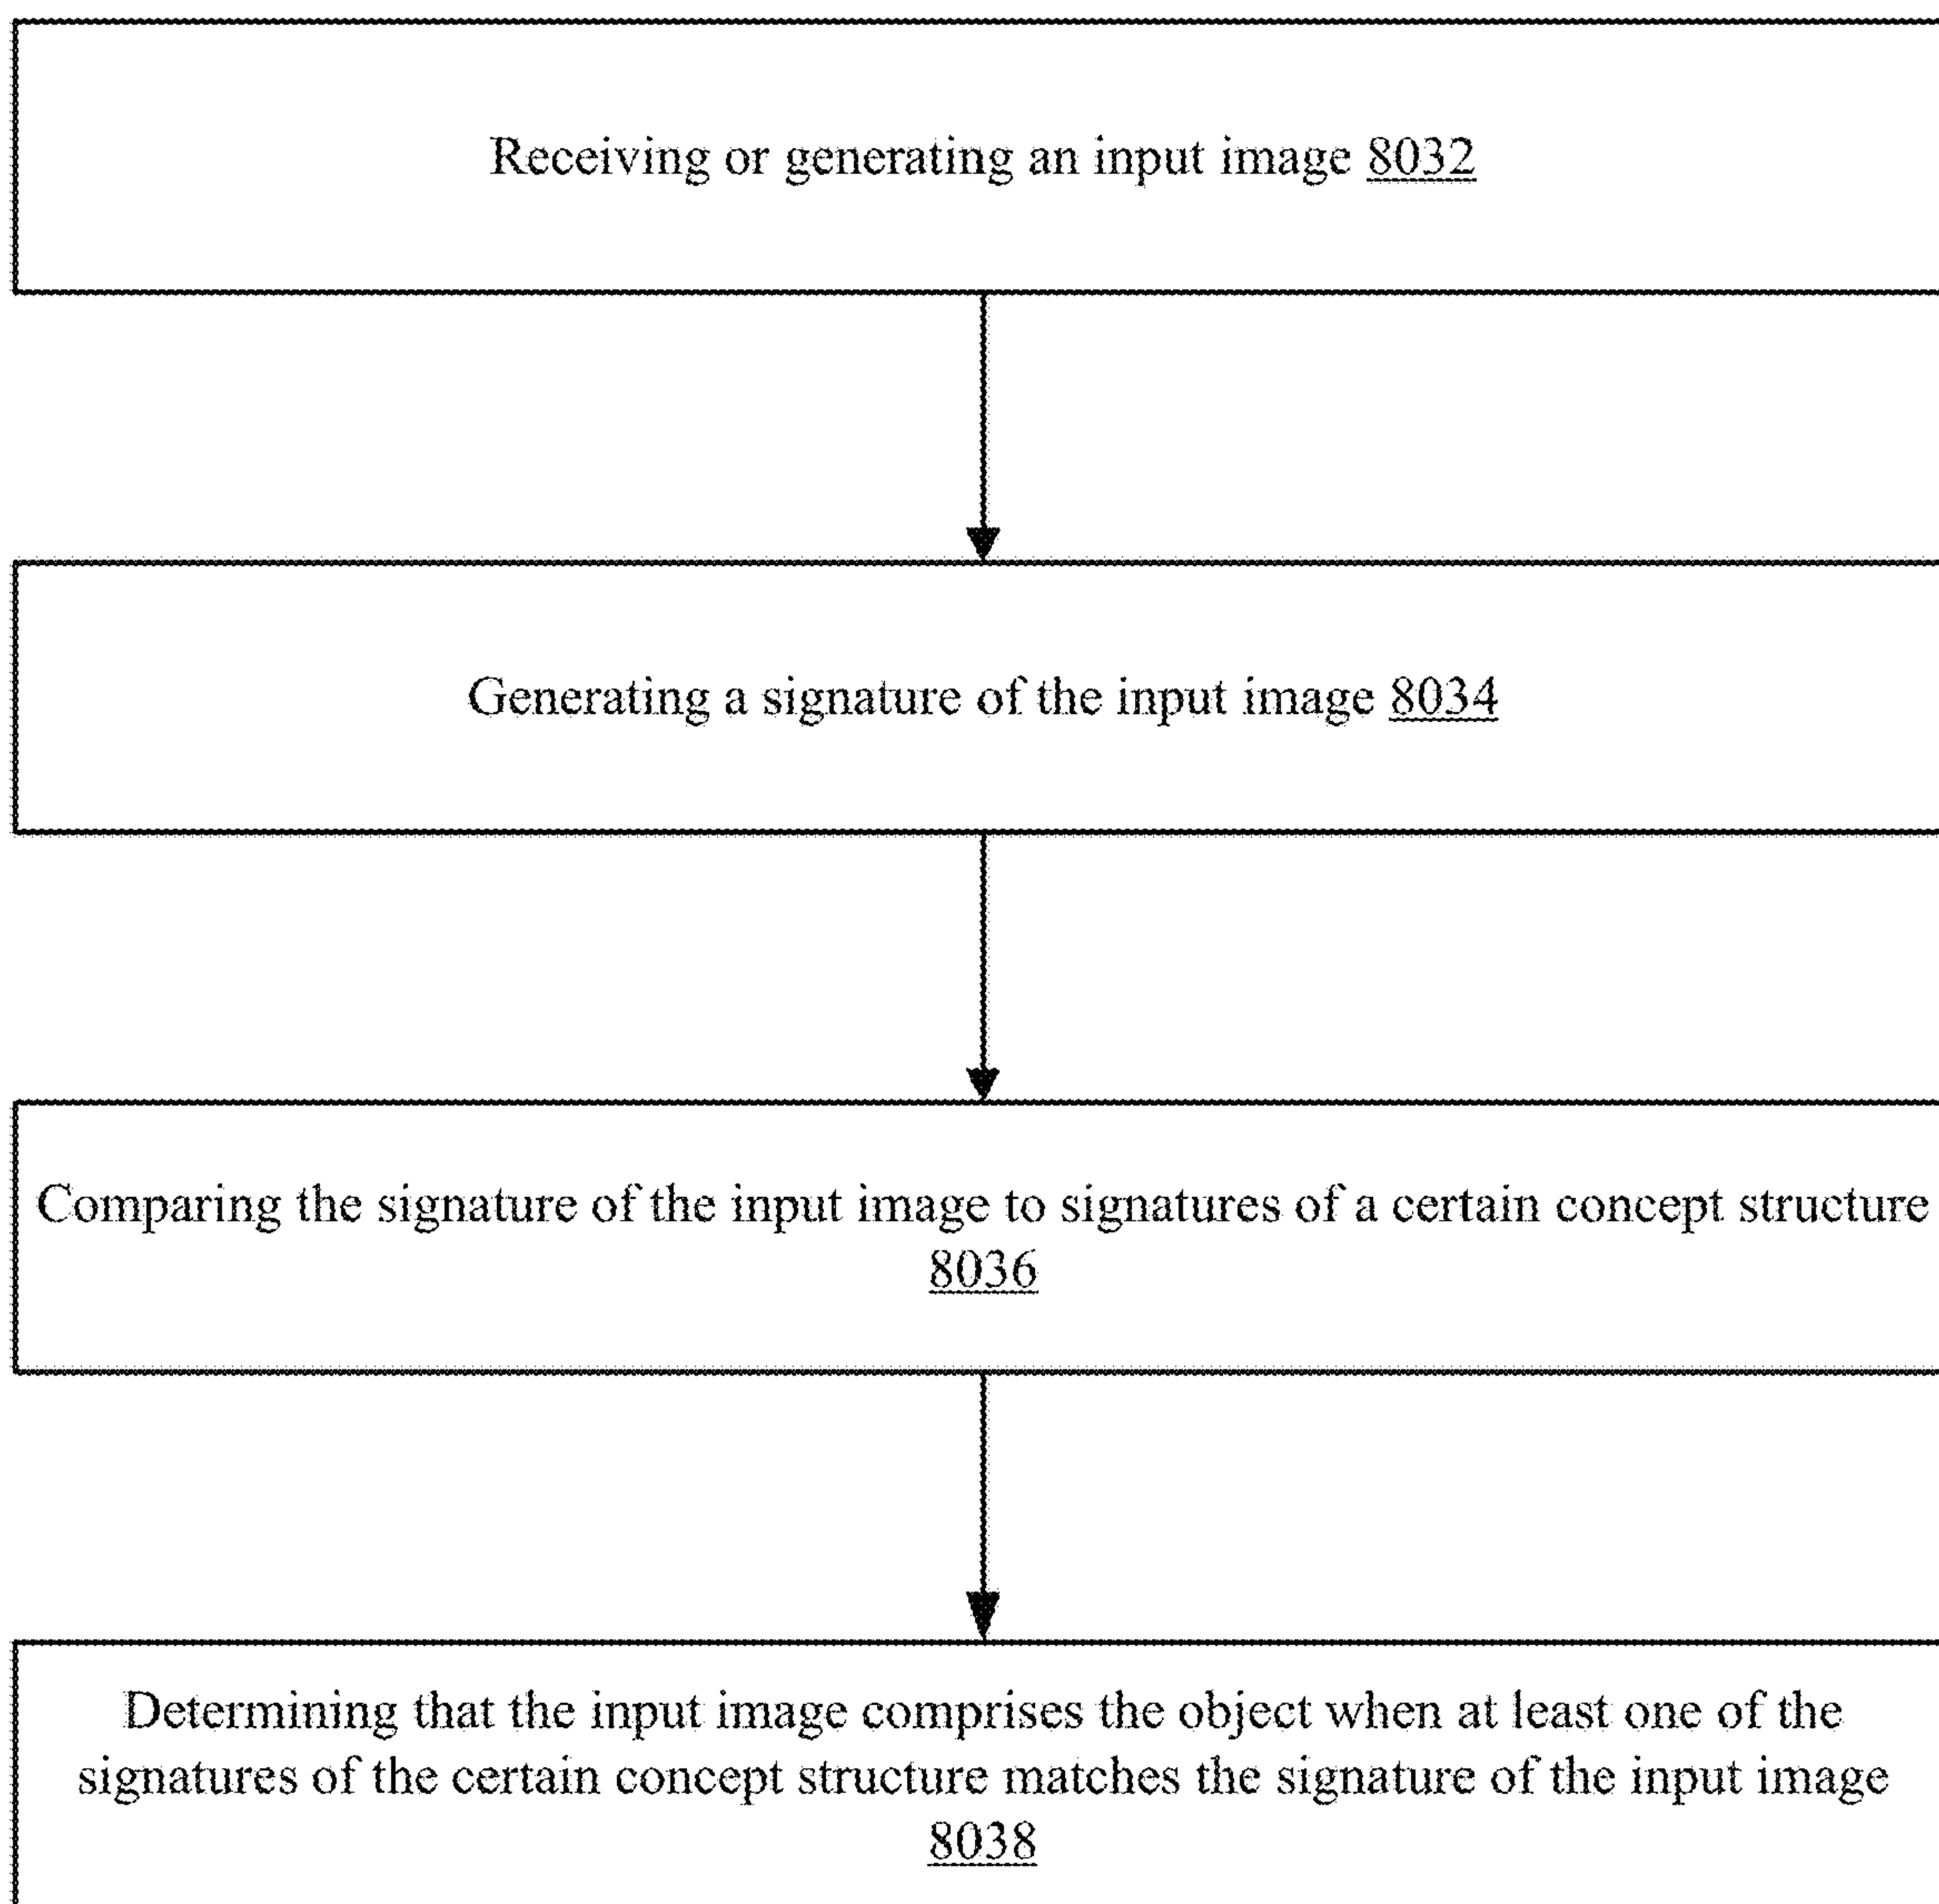 Receiving or generating an input image 8032
Generating a signature of the input image 8034
Comparing the signature of the input image to signatures of a certain concept structure
8036
Determining that the input image comprises the object when at least one of the
signatures of the certain concept structure matches the signature of the input image
8038